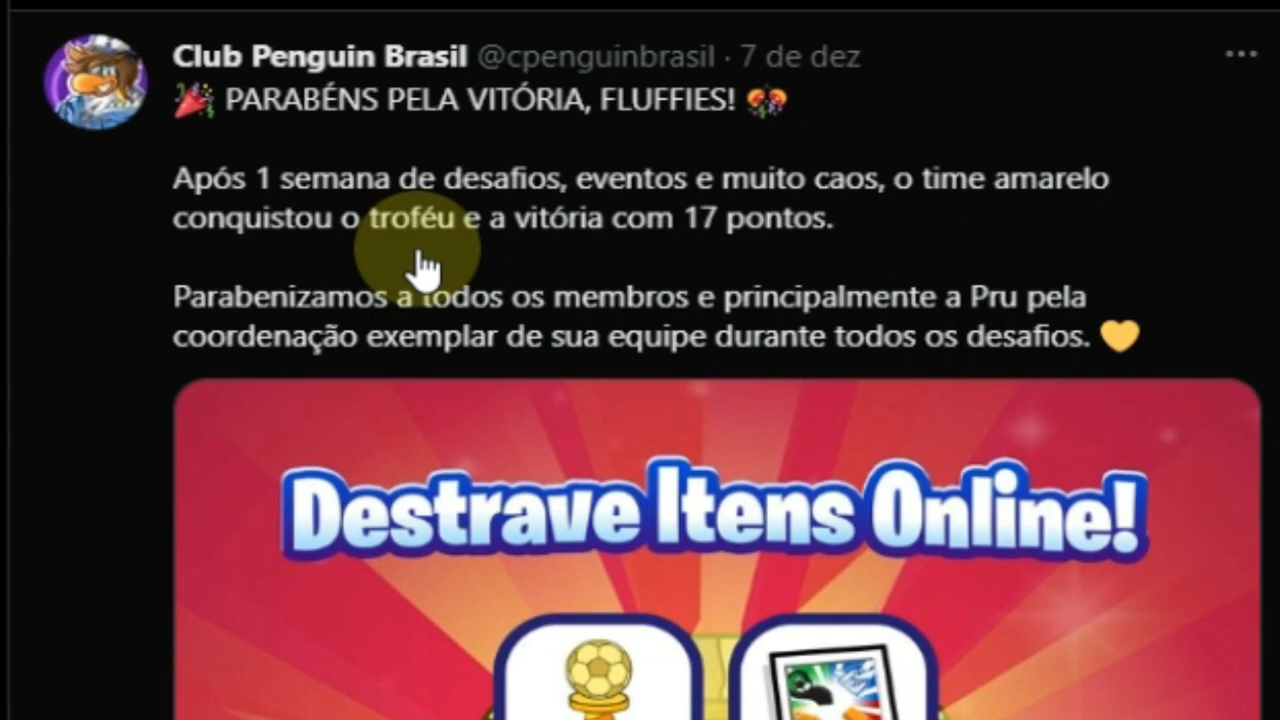 Club Penguin Brasil @cpenguinbrasil · 7 de dez
🎉 PARABÉNS PELA VITÓRIA, FLUFFIES! 🎊
Após 1 semana de desafios, eventos e muito caos, o time amarelo
conquistou o troféu e a vitória com 17 pontos.
Parabenizamos a todos os membros e principalmente a Pru pela
coordenação exemplar de sua equipe durante todos os desafios. 💛
Destrave Itens Online!